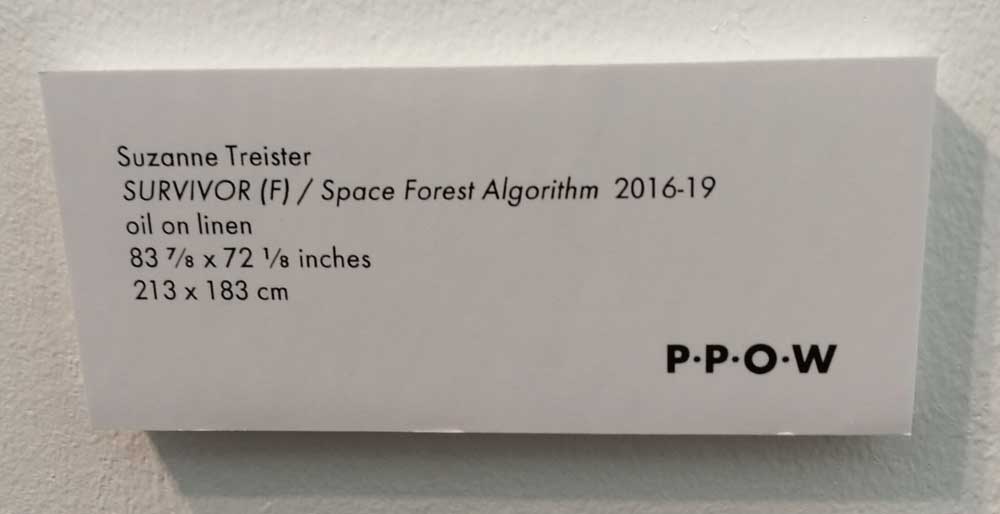 Suzanne Treister
SURVIVOR (F) / Space Forest Algorithm 2016-19
oil on linen
83 ⅞ x 72 ⅛ inches
213 x 183 cm
P·P·O·W